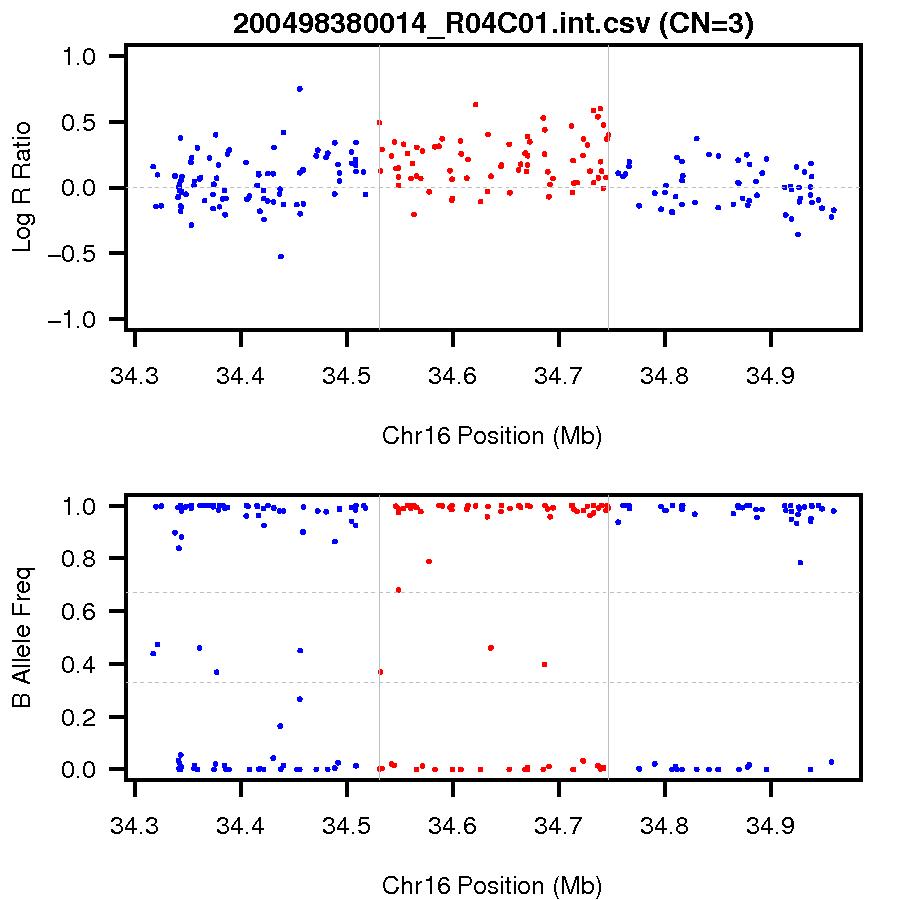 200498380014_R04C01.int.csv (CN=3)
1.0
0.5
0.0
−0.5
−1.0
Log R Ratio
34.3 34.4 34.5 34.6 34.7 34.8 34.9
Chr16 Position (Mb)
1.0
0.8
0.6
0.4
0.2
0.0
B Allele Freq
34.3 34.4 34.5 34.6 34.7 34.8 34.9
Chr16 Position (Mb)